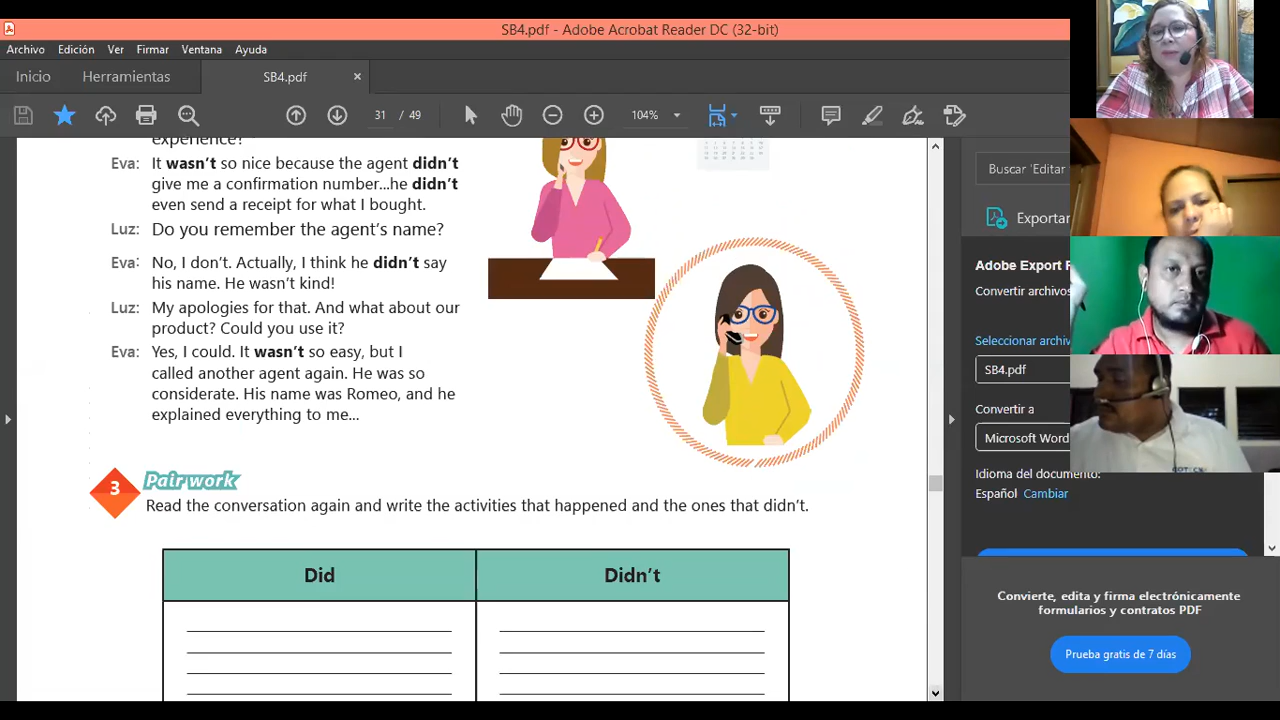 SB4.pdf - Adobe Acrobat Reader DC (32-bit)
Archivo Edición Ver Firmar Ventana Ayuda
Inicio Herramientas SB4.pdf ×
31 / 49 104%
experience?
Eva: It wasn't so nice because the agent didn't
give me a confirmation number...he didn't
even send a receipt for what I bought.
Luz: Do you remember the agent's name?
Eva: No, I don't. Actually, I think he didn't say
his name. He wasn't kind!
Luz: My apologies for that. And what about our
product? Could you use it?
Eva: Yes, I could. It wasn't so easy, but I
called another agent again. He was so
considerate. His name was Romeo, and he
explained everything to me...
3 Pair work
Read the conversation again and write the activities that happened and the ones that didn't.
Did Didn't
Buscar 'Editar
Exportar
Adobe Export
Convertir archivos
Seleccionar archi
SB4.pdf
Convertir a
Microsoft Word
Idioma del documento:
Español Cambiar
Convierte, edita y firma electrónicamente
formularios y contratos PDF
Prueba gratis de 7 días